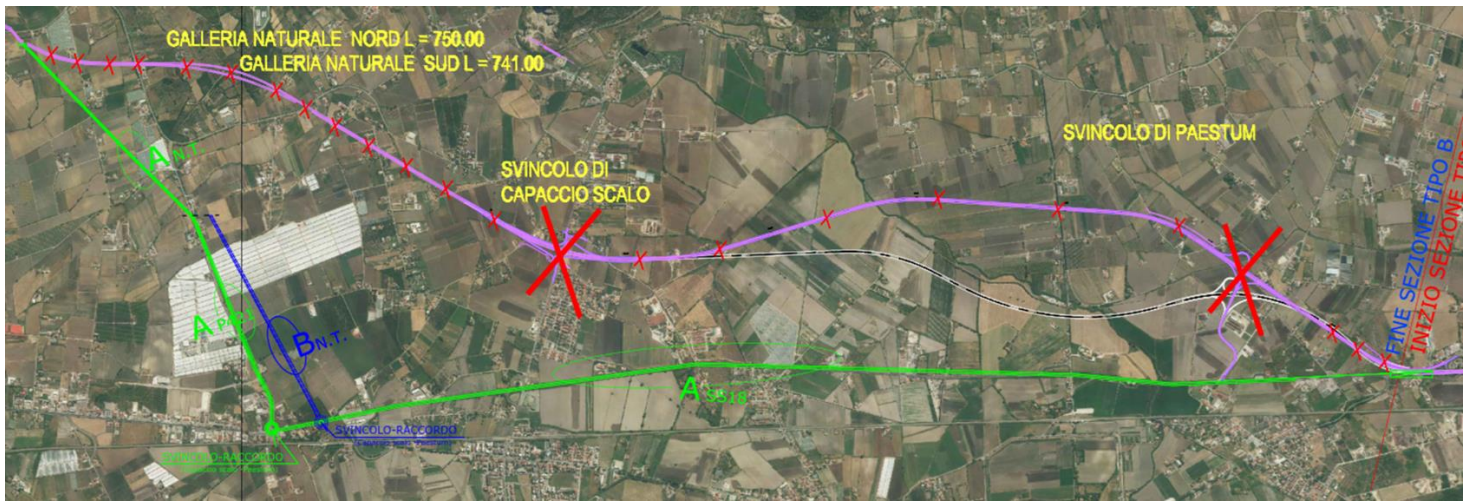 GALLERIA NATURALE NORD L = 750.00
GALLERIA NATURALE SUD L = 741.00
SVINCOLO DI
CAPACCIO SCALO
SVINCOLO DI PAESTUM
FINE SEZIONE TIPO B
INIZIO SEZIONE TIPO
A N.T.
A
B N.T.
A SS18
SVINCOLO-RACCORDO
SVINCOLO-RACCORDO